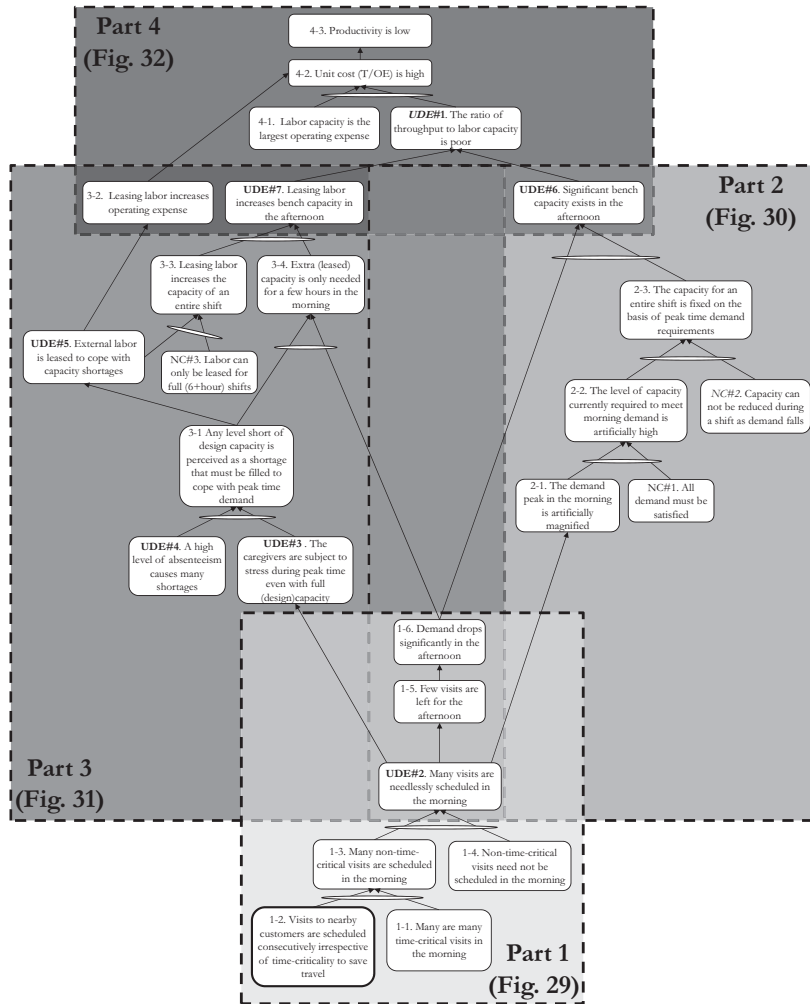 Part 4
(Fig. 32)
4-3. Productivity is low
4-2. Unit cost (T/OE) is high
4-1. Labor capacity is the
largest operating expense
UDE#1. The ratio of
throughput to labor capacity
is poor
Part 2
(Fig. 30)
3-2. Leasing labor increases
operating expense
UDE#7. Leasing labor
increases bench capacity in
the afternoon
UDE#6. Significant bench
capacity exists in the
afternoon
3-3. Leasing labor
increases the
capacity of an
entire shift
3-4. Extra (leased)
capacity is only needed
for a few hours in the
morning
2-3. The capacity for an
entire shift is fixed on the
basis of peak time demand
requirements
UDE#5. External labor
is leased to cope with
capacity shortages
NC#3. Labor can
only be leased for
full (6+hour) shifts
2-2. The level of capacity
currently required to meet
morning demand is
artificially high
NC#2. Capacity can
not be reduced during
a shift as demand falls
3-1 Any level short of
design capacity is
perceived as a shortage
that must be filled to
cope with peak time
demand
2-1. The demand
peak in the morning
is artificially
magnified
NC#1. All
demand must be
satisfied
UDE#4. A high
level of absenteeism
causes many
shortages
UDE#3 . The
caregivers are subject to
stress during peak time
even with full
(design)capacity
1-6. Demand drops
significantly in the
afternoon
1-5. Few visits are
left for the
afternoon
Part 3
(Fig. 31)
UDE#2. Many visits are
needlessly scheduled in
the morning
1-3. Many non-time-
critical visits are scheduled
in the morning
1-4. Non-time-critical
visits need not be
scheduled in the morning
1-2. Visits to nearby
customers are scheduled
consecutively irrespective
of time-criticality to save
travel
1-1. Many are many
time-critical visits in
the morning
Part 1
(Fig. 29)